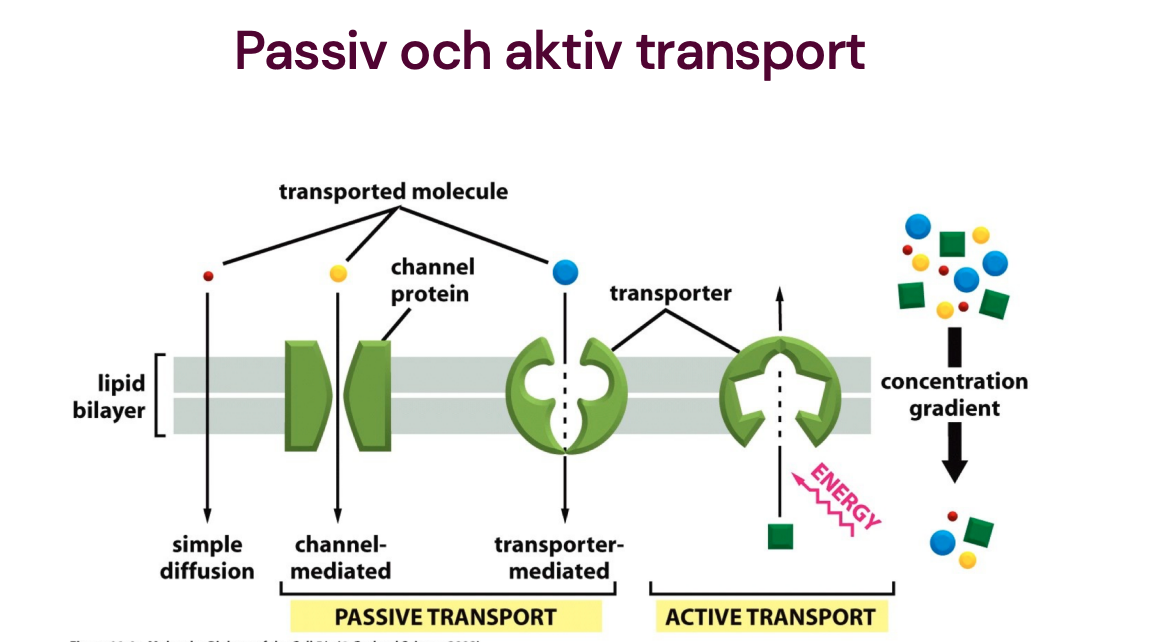 Passiv och aktiv transport
transported molecule
channel
protein
transporter
lipid
bilayer
concentration
gradient
ENERGY
simple
diffusion
channel-
mediated
transporter-
mediated
PASSIVE TRANSPORT
ACTIVE TRANSPORT